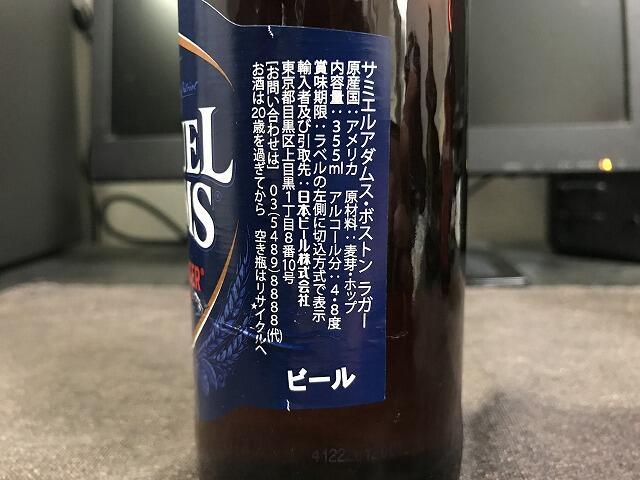 サミエルアダムス・ボストン ラガー
原産国：アメリカ 原材料：麦芽・ホップ
内容量：３５５ml アルコール分：４・８度
賞味期限：ラベルの左側に切込方式で表示
輸入者及び引取先：日本ビール株式会社
東京都目黒区上目黒1丁目8番10号
[お問い合わせは] 03(5489)8888(代)
お酒は20歳を過ぎてから 空き瓶はリサイクルへ
ビール